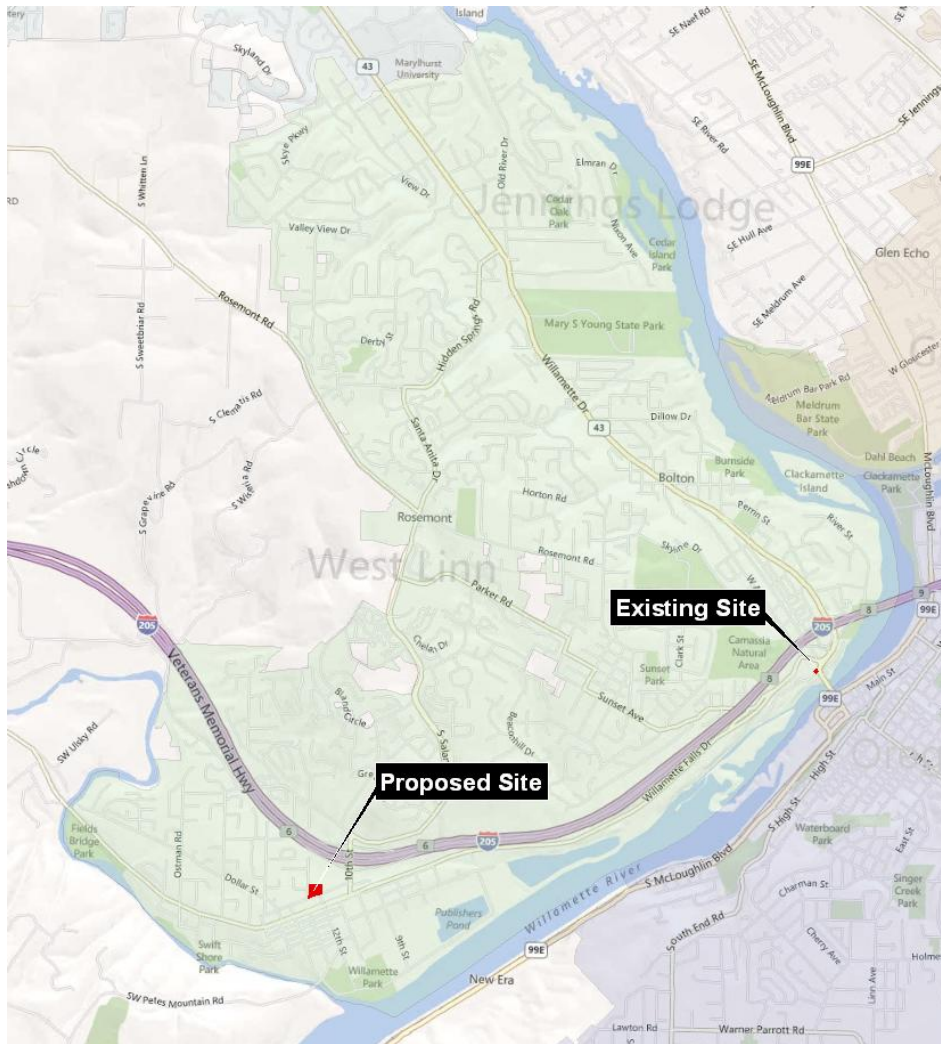 Island
SE Naef Rd
Skyland Dr
43
Marylhurst
University
SE McLoughlin Blvd
SE Jennings
SE River Rd
99E
Skye Pkwy
Old River Dr
Elmran Dr
S Whitten Ln
RD
View Dr
Jennings Lodge
Cedar
Oak
Park
Nixon Ave
SE Hull Ave
Valley View Dr
Cedar
Island
Park
Glen Echo
Rosemont Rd
SE Meldrum Ave
S Sweetbriar Rd
Hidden Springs Rd
Mary S Young State Park
Derby St
W Gloucester
Willamette Dr
Meldrum Bar Park Rd
Meldrum
Bar State
Park
S Clematis Rd
Santa Anita Dr
Dillow Dr
43
Dahl Beach
McLoughlin Blvd
Burnside
Park
Clackamette
Island
Clackamette
Park
Bolton
S Grapevine Rd
Horton Rd
Perrin St
River St
Rosemont
Skyline Dr
Rosemont Rd
West Linn
Parker Rd
Existing Site
8
9
99E
205
205
Clark St
Camassia
Natural
Area
Chelan Dr
Sunset
Park
8
Main St
Veterans Memorial Hwy
Sunset Ave
99E
Bland
Circle
Beaconhill Dr
SW Ulsky Rd
High St
Willamette Falls Dr
Proposed Site
S High St
Fields
Bridge
Park
Ostman Rd
6
6
205
Waterboard
Park
East St
10th St
S McLoughlin Blvd
Dollar St
Willamette River
Charman St
Singer
Creek
Park
Publishers
Pond
South End Rd
Swift
Shore
Park
12th St
9th St
99E
Cherry Ave
Linn Ave
Willamette
Park
New Era
SW Petes Mountain Rd
Lawton Rd
Warner Parrott Rd